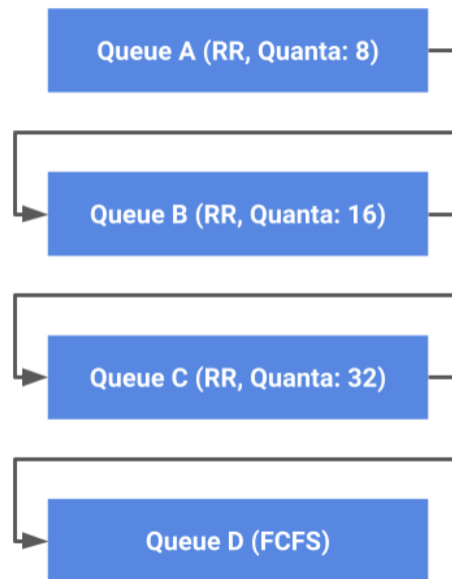 Queue A (RR, Quanta: 8)
Queue B (RR, Quanta: 16)
Queue C (RR, Quanta: 32)
Queue D (FCFS)